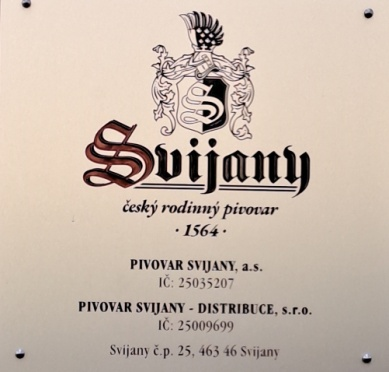 S
Svijany
český rodinný pivovar
· 1564 ·
PIVOVAR SVIJANY, a.s.
IČ: 25035207
PIVOVAR SVIJANY - DISTRIBUCE, s.r.o.
IČ: 25009699
Svijany č.p. 25, 463 46 Svijany